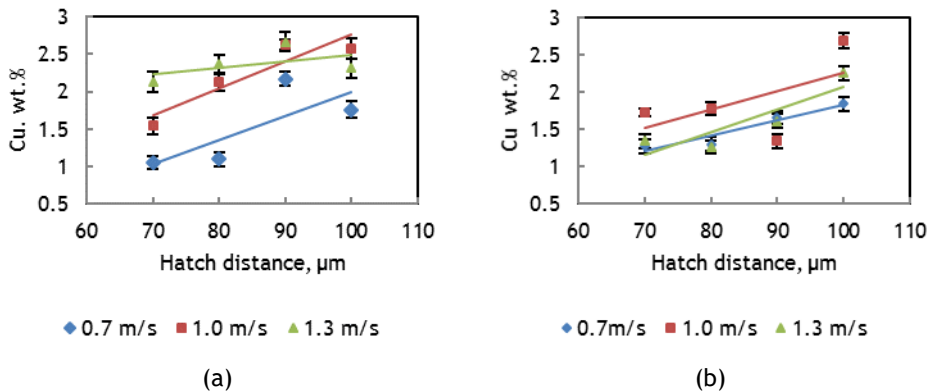 3
2.5
2
1.5
1
0.5
Cu. wt.%
60 70 80 90 100 110
Hatch distance, µm
0.7 m/s 1.0 m/s 1.3 m/s
(a)
3
2.5
2
1.5
1
0.5
Cu wt.%
60 70 80 90 100 110
Hatch distance, µm
0.7m/s 1.0 m/s 1.3 m/s
(b)